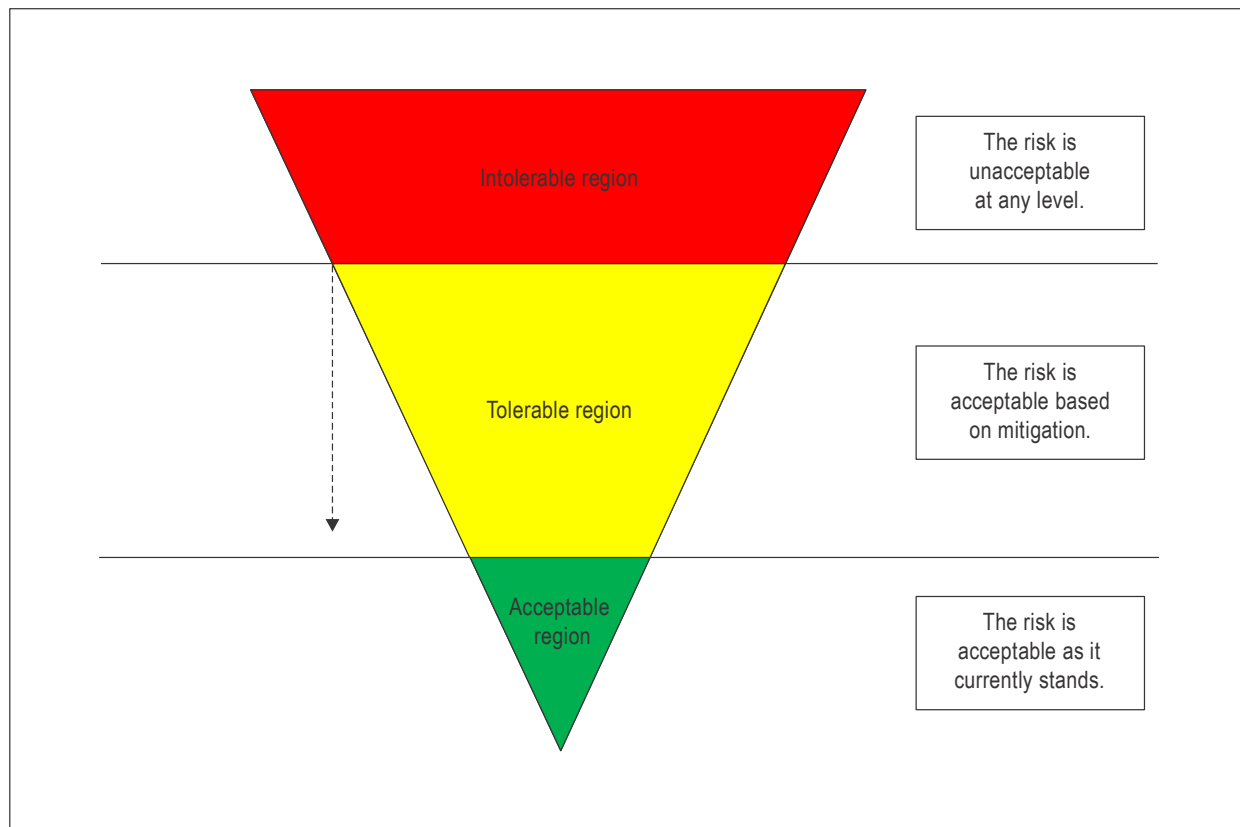 Intolerable region
The risk is
unacceptable
at any level.
Tolerable region
The risk is
acceptable based
on mitigation.
Acceptable
region
The risk is
acceptable as it
currently stands.